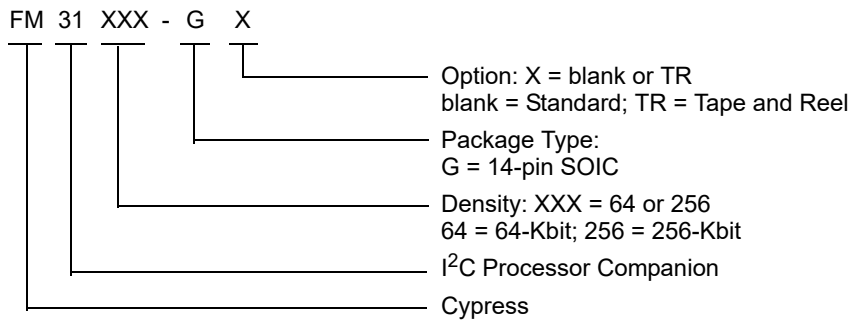 FM 31 XXX - G X
Option: X = blank or TR
blank = Standard; TR = Tape and Reel
Package Type:
G = 14-pin SOIC
Density: XXX = 64 or 256
64 = 64-Kbit; 256 = 256-Kbit
I²C Processor Companion
Cypress